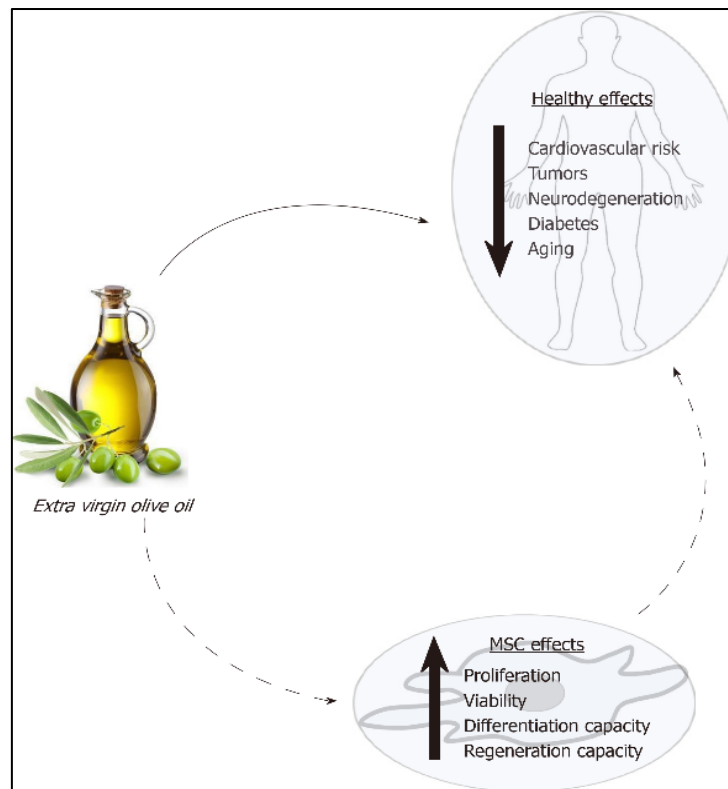 Healthy effects
Cardiovascular risk
Tumors
Neurodegeneration
Diabetes
Aging
Extra virgin olive oil
MSC effects
Proliferation
Viability
Differentiation capacity
Regeneration capacity